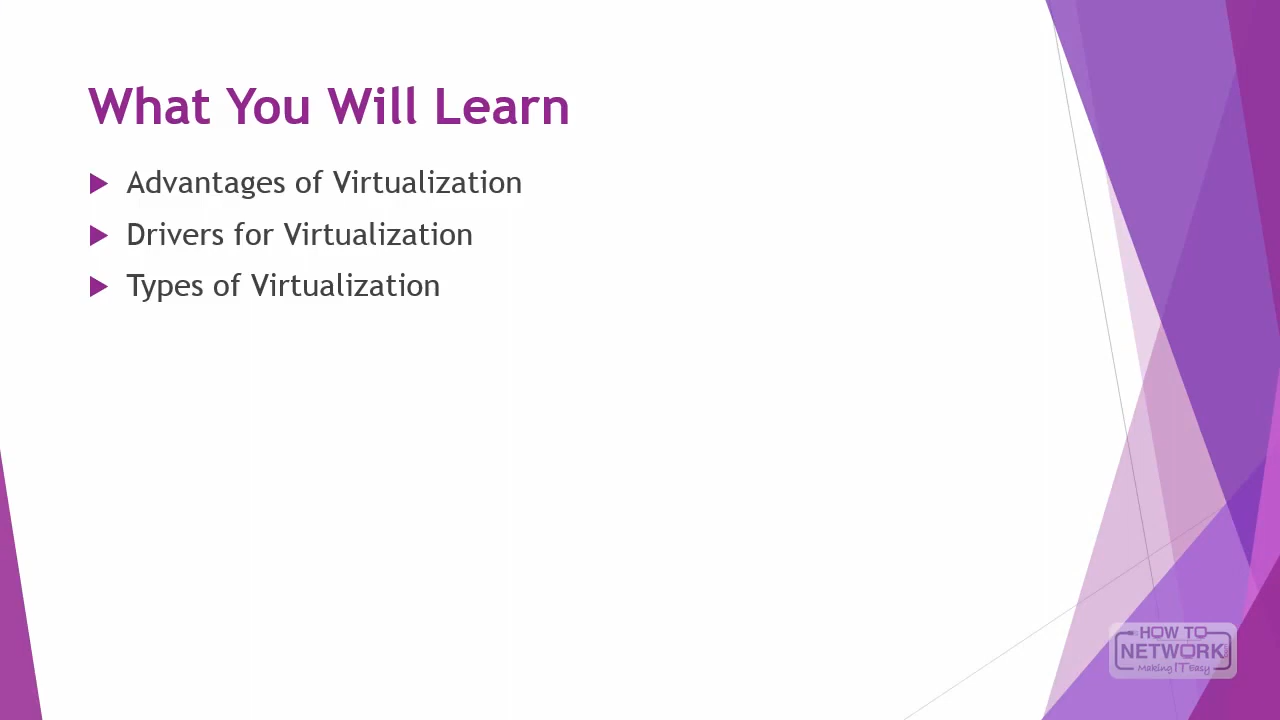 What You Will Learn
Advantages of Virtualization
Drivers for Virtualization
Types of Virtualization
HOW TO
NETWORK
Making IT Easy